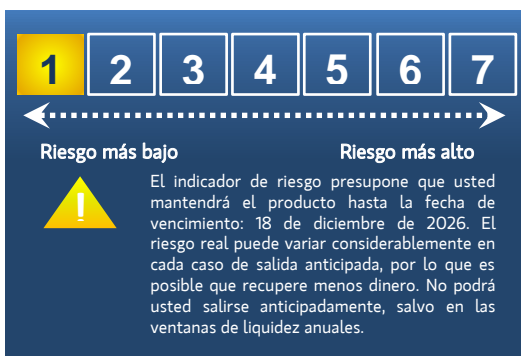 1 2 3 4 5 6 7
Riesgo más bajo Riesgo más alto
!
El indicador de riesgo presupone que usted
mantendrá el producto hasta la fecha de
vencimiento: 18 de diciembre de 2026. El
riesgo real puede variar considerablemente en
cada caso de salida anticipada, por lo que es
posible que recupere menos dinero. No podrá
usted salirse anticipadamente, salvo en las
ventanas de liquidez anuales.